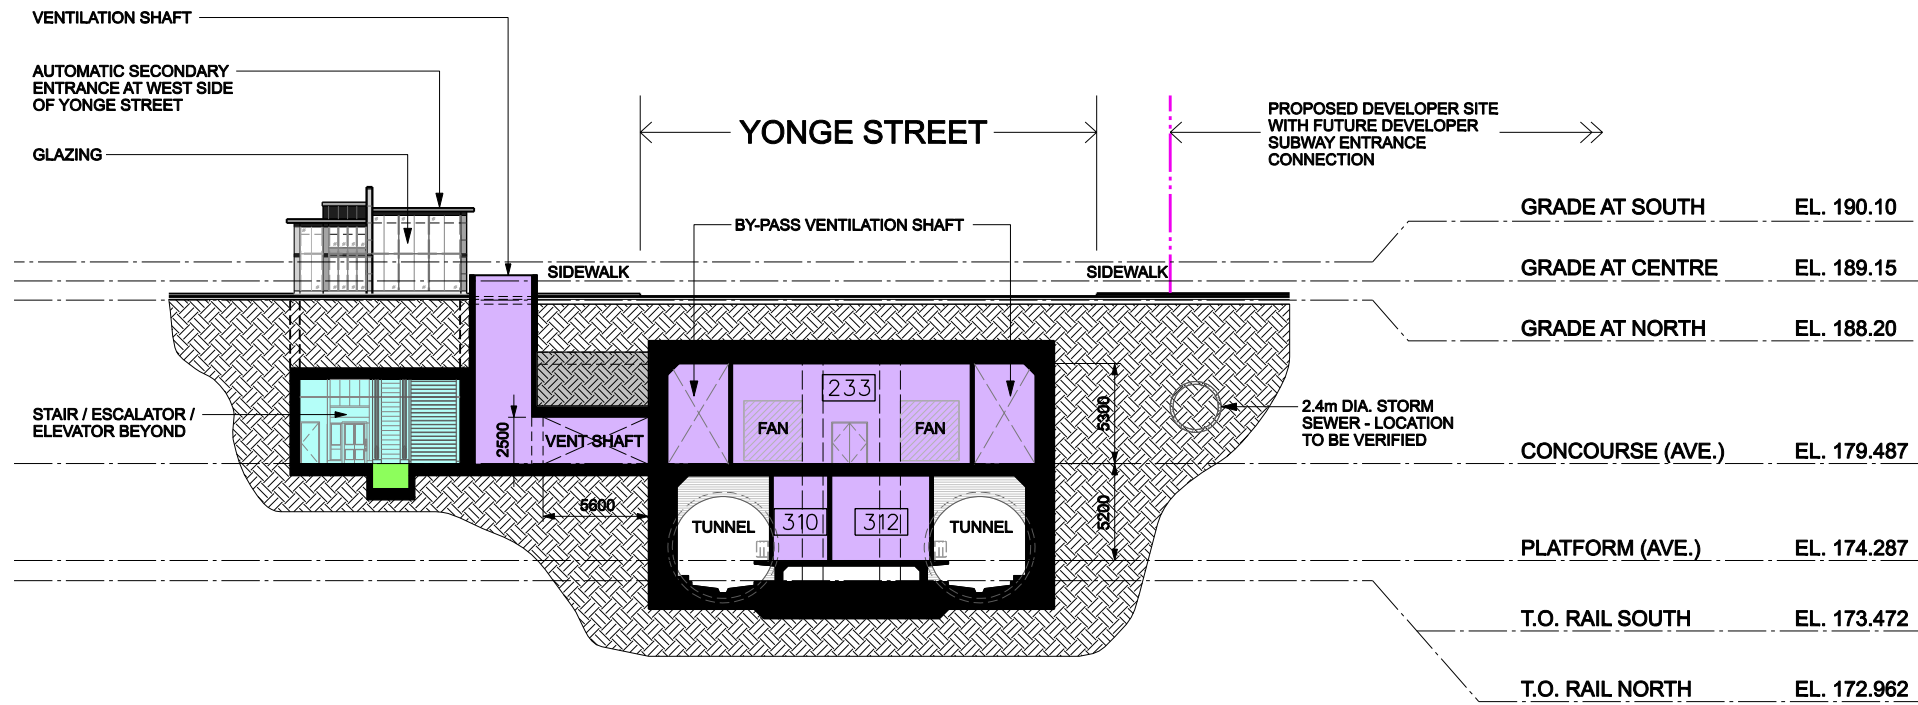 VENTILATION SHAFT
AUTOMATIC SECONDARY
ENTRANCE AT WEST SIDE
OF YONGE STREET
GLAZING
YONGE STREET
PROPOSED DEVELOPER SITE
WITH FUTURE DEVELOPER
SUBWAY ENTRANCE
CONNECTION
GRADE AT SOUTH EL. 190.10
BY-PASS VENTILATION SHAFT
SIDEWALK
SIDEWALK
GRADE AT CENTRE EL. 189.15
GRADE AT NORTH EL. 188.20
233
STAIR / ESCALATOR /
ELEVATOR BEYOND
2500
VENT SHAFT
FAN
FAN
5300
2.4m DIA. STORM
SEWER - LOCATION
TO BE VERIFIED
CONCOURSE (AVE.) EL. 179.487
5600
TUNNEL
310
312
TUNNEL
5200
PLATFORM (AVE.) EL. 174.287
T.O. RAIL SOUTH EL. 173.472
T.O. RAIL NORTH EL. 172.962